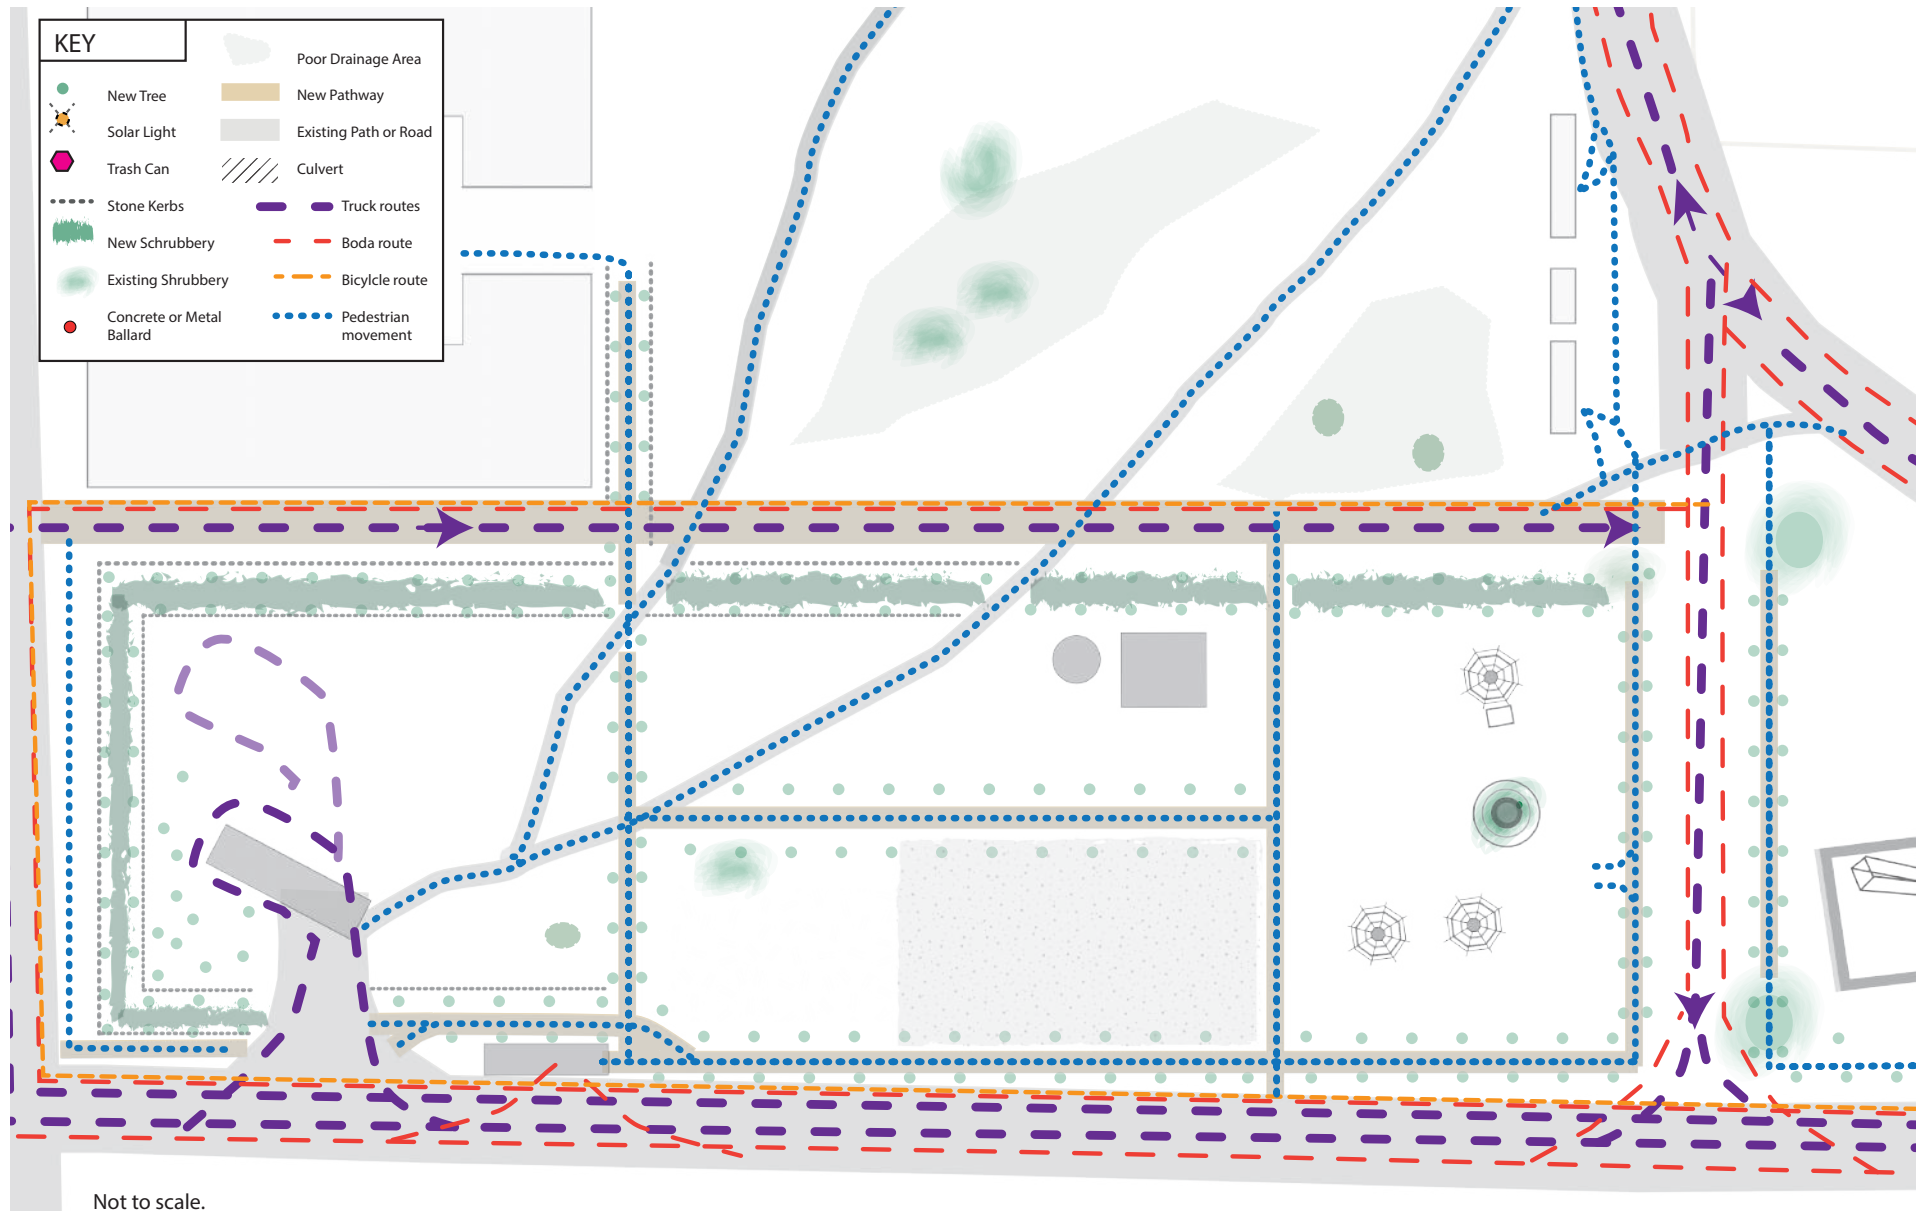 KEY
New Tree
Solar Light
Trash Can
Stone Kerbs
New Schrubbery
Existing Shrubbery
Concrete or Metal
Ballard
Poor Drainage Area
New Pathway
Existing Path or Road
Culvert
Truck routes
Boda route
Bicylcle route
Pedestrian
movement
Not to scale.